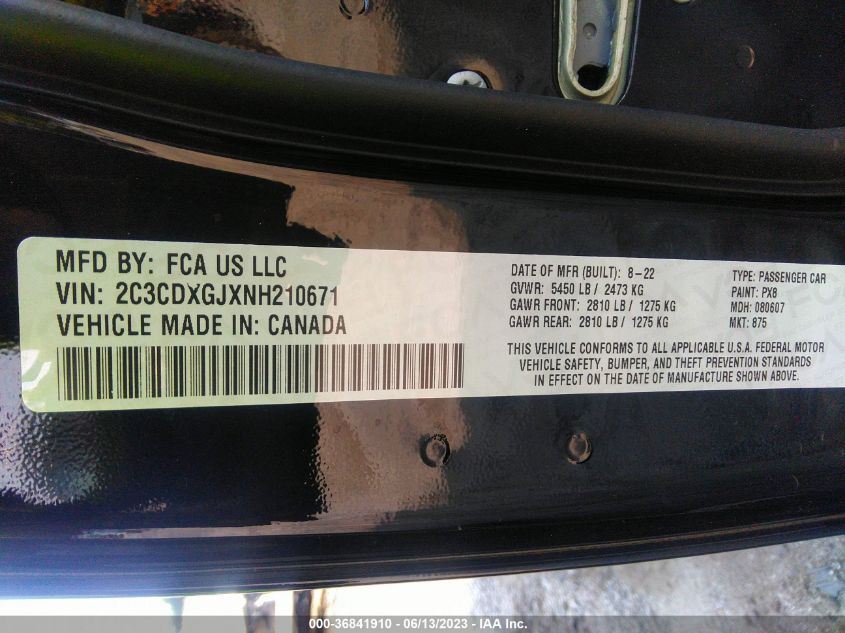 MFD BY: FCA US LLC
VIN: 2C3CDXGJXNH210671
VEHICLE MADE IN: CANADA
DATE OF MFR (BUILT): 8-22
GVWR: 5450 LB / 2473 KG
GAWR FRONT: 2810 LB / 1275 KG
GAWR REAR: 2810 LB / 1275 KG
TYPE: PASSENGER CAR
PAINT: PX8
MDH: 080607
MKT: 875
THIS VEHICLE CONFORMS TO ALL APPLICABLE U.S.A. FEDERAL MOTOR
VEHICLE SAFETY, BUMPER, AND THEFT PREVENTION STANDARDS
IN EFFECT ON THE DATE OF MANUFACTURE SHOWN ABOVE.
000-36841910 - 06/13/2023 - IAAI Inc.